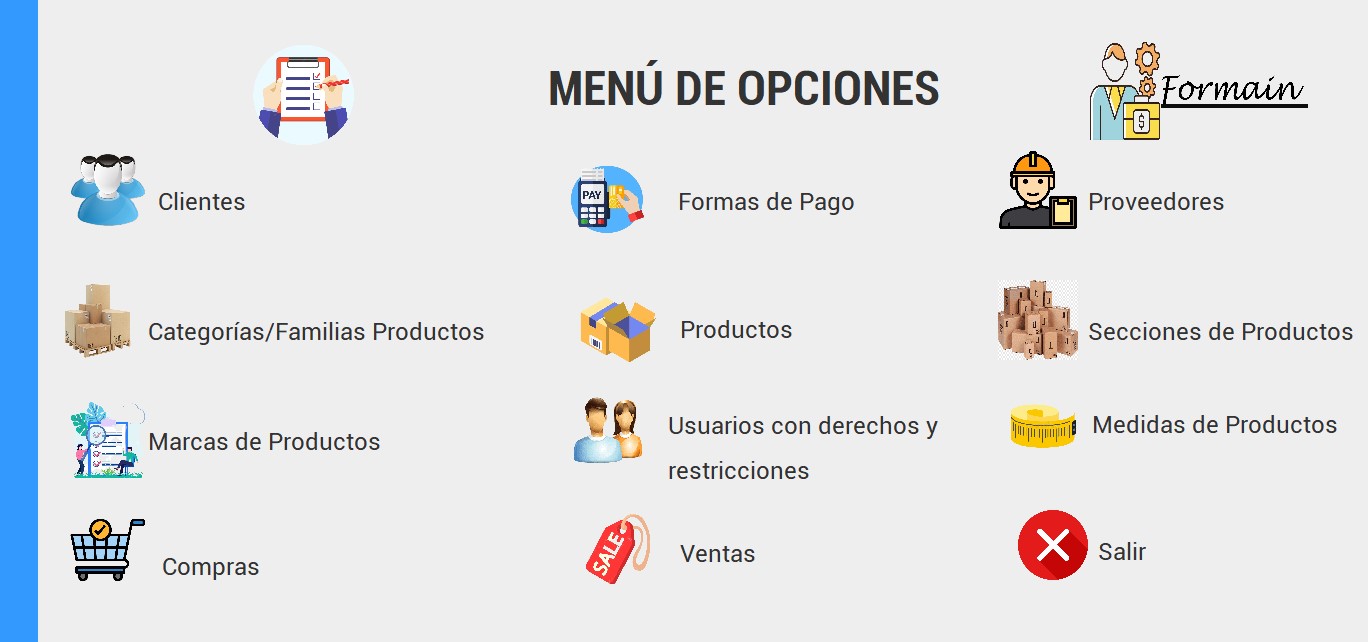 MENÚ DE OPCIONES
Formain
$
Clientes
PAY
Formas de Pago
Proveedores
Categorías/Familias Productos
Productos
Secciones de Productos
Marcas de Productos
Usuarios con derechos y
restricciones
Medidas de Productos
Compras
SALE
Ventas
Salir